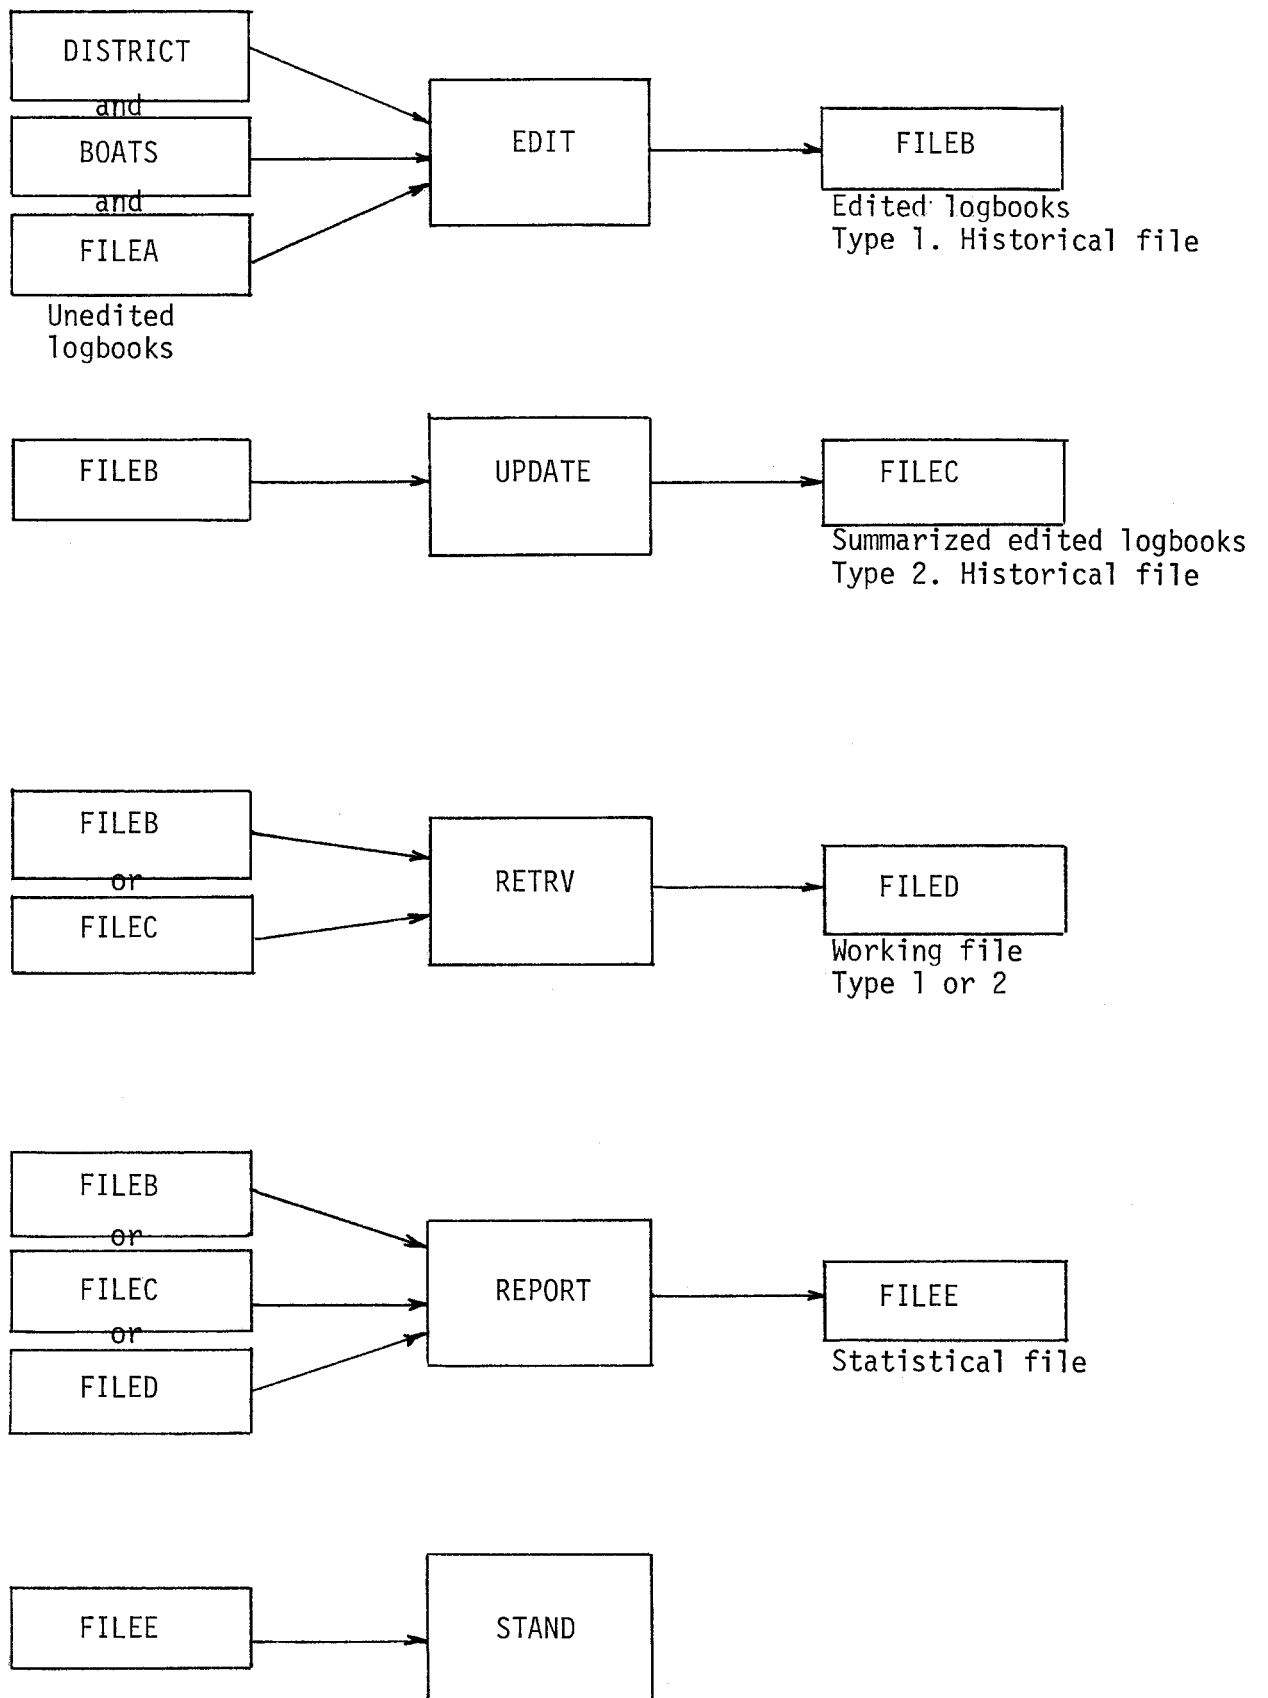 DISTRICT
and
BOATS
and
FILEA
Unedited
logbooks
EDIT
FILEB
Edited logbooks
Type 1. Historical file
FILEB
UPDATE
FILEC
Summarized edited logbooks
Type 2. Historical file
FILEB
or
FILEC
RETRV
FILED
Working file
Type 1 or 2
FILEB
or
FILEC
or
FILED
REPORT
FILEE
Statistical file
FILEE
STAND